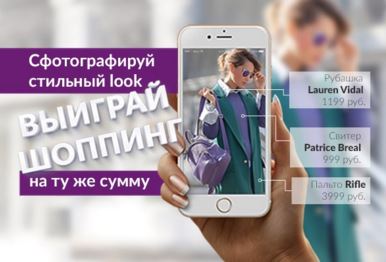 Сфотографируй
стильный look
ВЫИГРАЙ
ШОППИНГ
на ту же сумму
Рубашка
Lauren Vidal
1199 руб.
Свитер
Patrice Breal
999 руб.
Пальто Rifle
3999 руб.